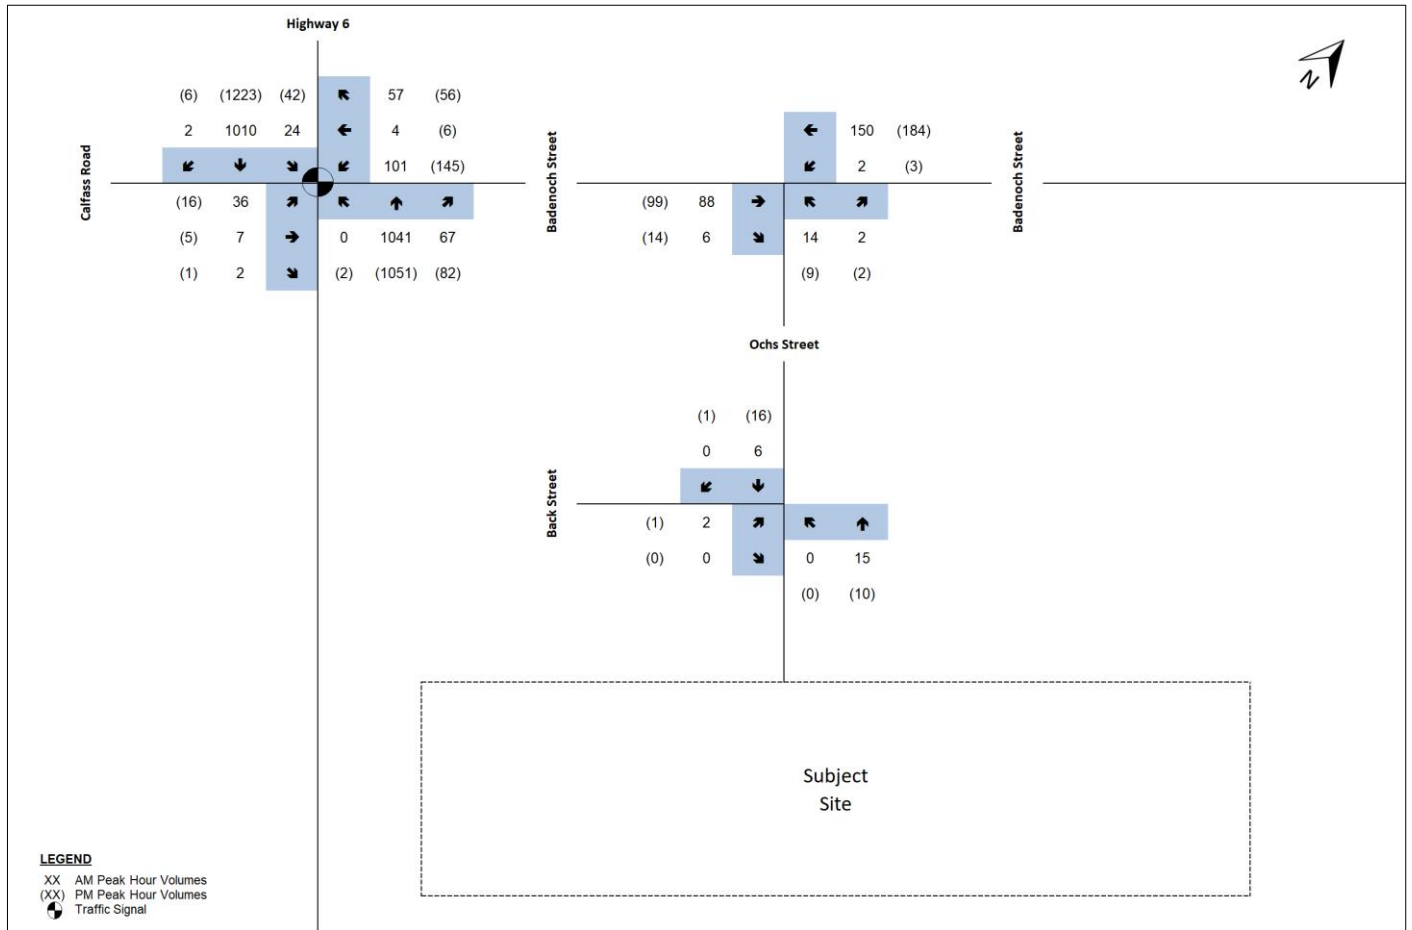 Highway 6
(6) (1223) (42) 57 (56)
2 1010 24 4 (6)
101 (145)
Calfass Road
(16) 36
(5) 7 0 1041 67
(1) 2 (2) (1051) (82)
Badenoch Street
150 (184)
2 (3)
(99) 88
(14) 6 14 2
(9) (2)
Badenoch Street
Ochs Street
(1) (16)
0 6
Back Street
(1) 2
(0) 0 0 15
(0) (10)
Subject
Site
N
LEGEND
XX AM Peak Hour Volumes
(XX) PM Peak Hour Volumes
Traffic Signal